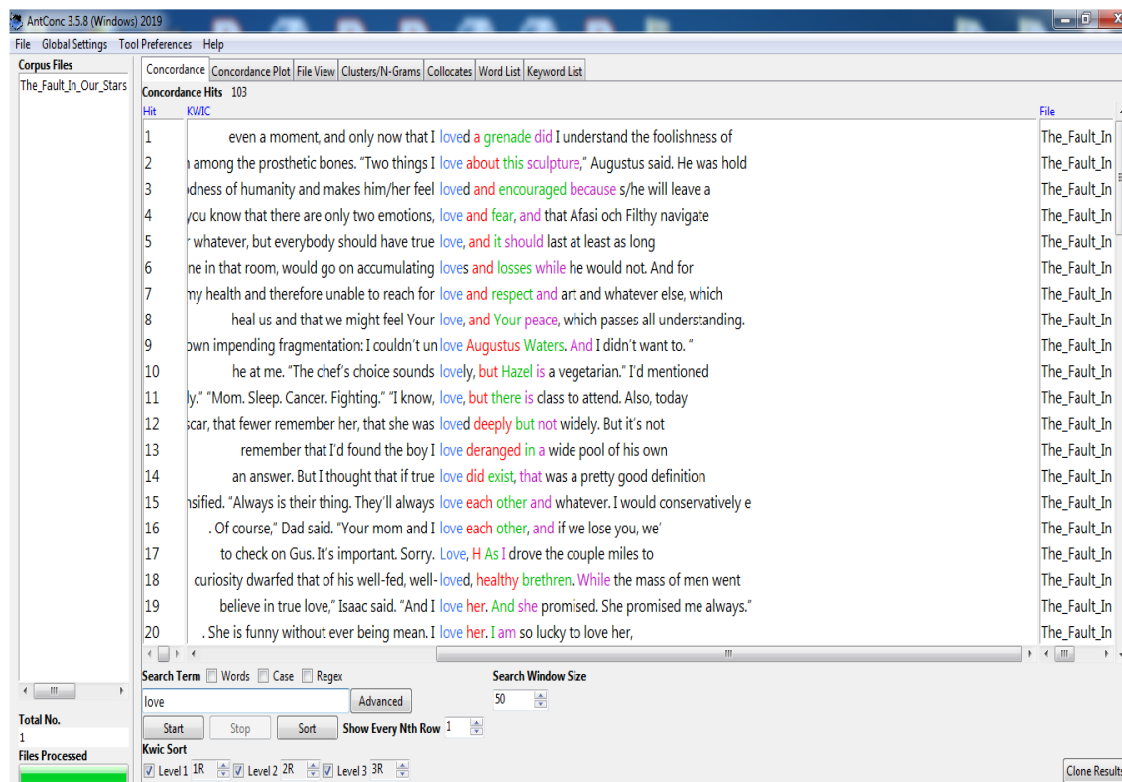 AntConc 3.5.8 (Windows) 2019
File Global Settings Tool Preferences Help
Corpus Files
The_Fault_In_Our_Stars
Concordance Concordance Plot File View Clusters/N-Grams Collocates Word List Keyword List
Concordance Hits 103
Hit KWIC File
1 even a moment, and only now that I loved a grenade did I understand the foolishness of The_Fault_In
2 among the prosthetic bones. “Two things I love about this sculpture,” Augustus said. He was hold The_Fault_In
3 dness of humanity and makes him/her feel loved and encouraged because s/he will leave a The_Fault_In
4 you know that there are only two emotions, love and fear, and that Afasi och Filthy navigate The_Fault_In
5 whatever, but everybody should have true love, and it should last at least as long The_Fault_In
6 ne in that room, would go on accumulating loves and losses while he would not. And for The_Fault_In
7 my health and therefore unable to reach for love and respect and art and whatever else, which The_Fault_In
8 heal us and that we might feel Your love, and Your peace, which passes all understanding. The_Fault_In
9 own impending fragmentation: I couldn’t unlove Augustus Waters. And I didn’t want to. “ The_Fault_In
10 he at me. “The chef’s choice sounds lovely, but Hazel is a vegetarian.” I’d mentioned The_Fault_In
11 ly.” “Mom. Sleep. Cancer. Fighting.” “I know, love, but there is class to attend. Also, today The_Fault_In
12 scar, that fewer remember her, that she was loved deeply but not widely. But it’s not The_Fault_In
13 remember that I’d found the boy I love deranged in a wide pool of his own The_Fault_In
14 an answer. But I thought that if true love did exist, that was a pretty good definition The_Fault_In
15 nsified. “Always is their thing. They’ll always love each other and whatever. I would conservatively e The_Fault_In
16 . Of course,” Dad said. “Your mom and I love each other, and if we lose you, we’ The_Fault_In
17 to check on Gus. It’s important. Sorry. Love, H As I drove the couple miles to The_Fault_In
18 curiosity dwarfed that of his well-fed, well-loved, healthy brethren. While the mass of men went The_Fault_In
19 believe in true love,” Isaac said. “And I love her. And she promised. She promised me always.” The_Fault_In
20 . She is funny without ever being mean. I love her. I am so lucky to love her, The_Fault_In
Search Term Words Case Regex Search Window Size
love Advanced 50
Total No.
1
Start Stop Sort Show Every Nth Row 1
Files Processed
Kwic Sort
Level 1 1R Level 2 2R Level 3 3R Clone Results